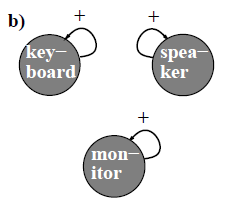 b)
+
+
key-
board
spea-
ker
+
mon-
itor